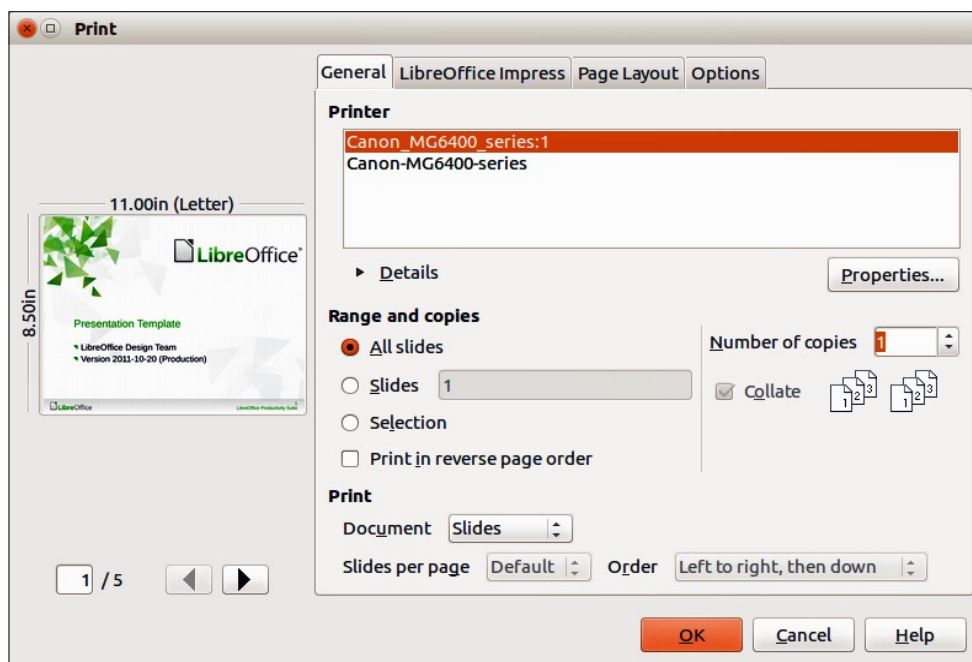 Print
General LibreOffice Impress Page Layout Options
Printer
Canon_MG6400_series:1
Canon-MG6400-series
Details
Properties...
11.00in (Letter)
8.50in
LibreOffice
Presentation Template
LibreOffice Design Team
Version 2011-10-20 (Production)
LibreOffice
1
LibreOffice Productivity Suite
Range and copies
All slides
Slides 1
Selection
Print in reverse page order
Number of copies 1
Collate
1 2 3 1 2 3
Print
Document Slides
Slides per page Default Order Left to right, then down
1 / 5
OK Cancel Help